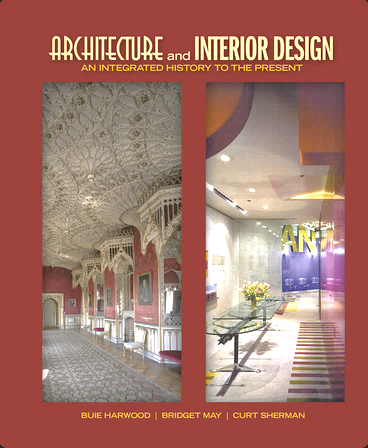 ARCHITECTURE and INTERIOR DESIGN
AN INTEGRATED HISTORY TO THE PRESENT
BUIE HARWOOD | BRIDGET MAY | CURT SHERMAN